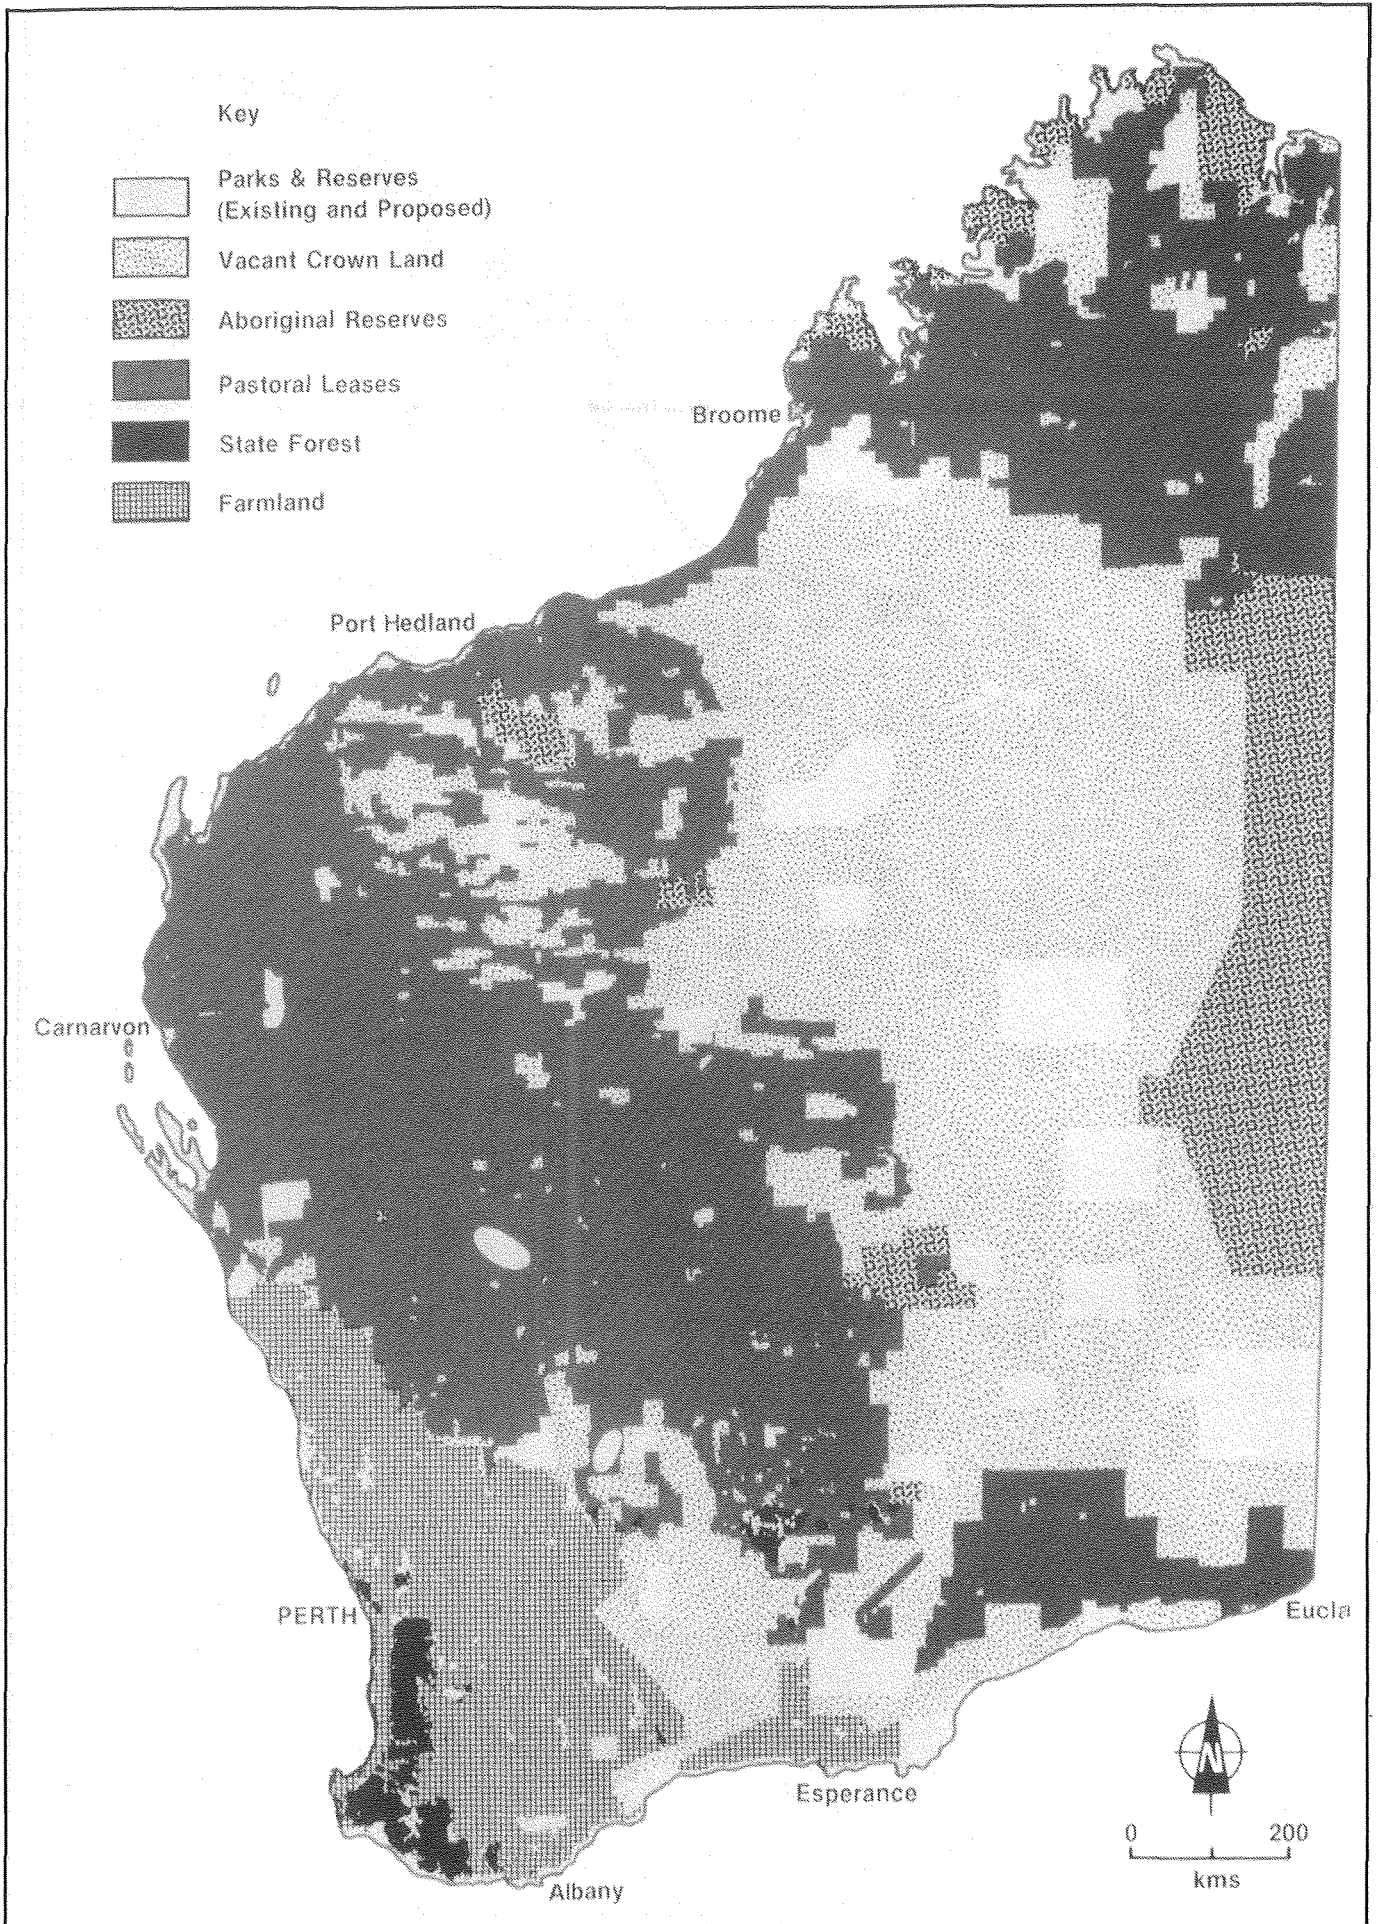 Key
Parks & Reserves
(Existing and Proposed)
Vacant Crown Land
Aboriginal Reserves
Pastoral Leases
State Forest
Farmland
Broome
Port Hedland
Carnarvon
PERTH
Eucla
Esperance
Albany
N
0 200
kms